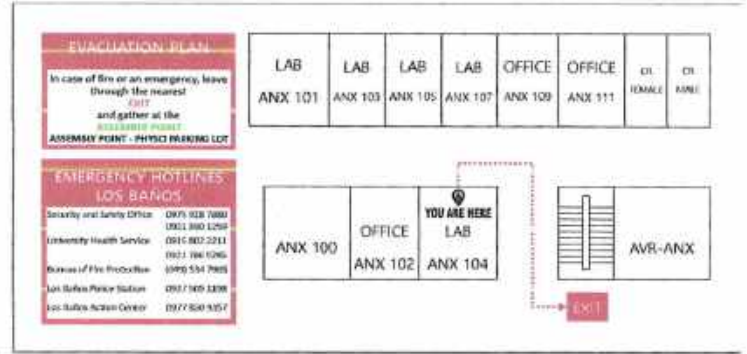 EVACUATION PLAN
In case of fire or an emergency, leave
through the nearest
EXIT
and gather at the
ASSEMBLY POINT
ASSEMBLY POINT - PHYSCI PARKING LOT
EMERGENCY HOTLINES
LOS BAÑOS
Security and Safety Office
University Health Service
Bureau of Fire Protection
Los Baños Police Station
Los Baños Action Center
LAB
ANX 101
LAB
ANX 103
LAB
ANX 105
LAB
ANX 107
OFFICE
ANX 109
OFFICE
ANX 111
CR
FEMALE
CR
MALE
ANX 100
OFFICE
ANX 102
YOU ARE HERE
LAB
ANX 104
AVR-ANX
EXIT